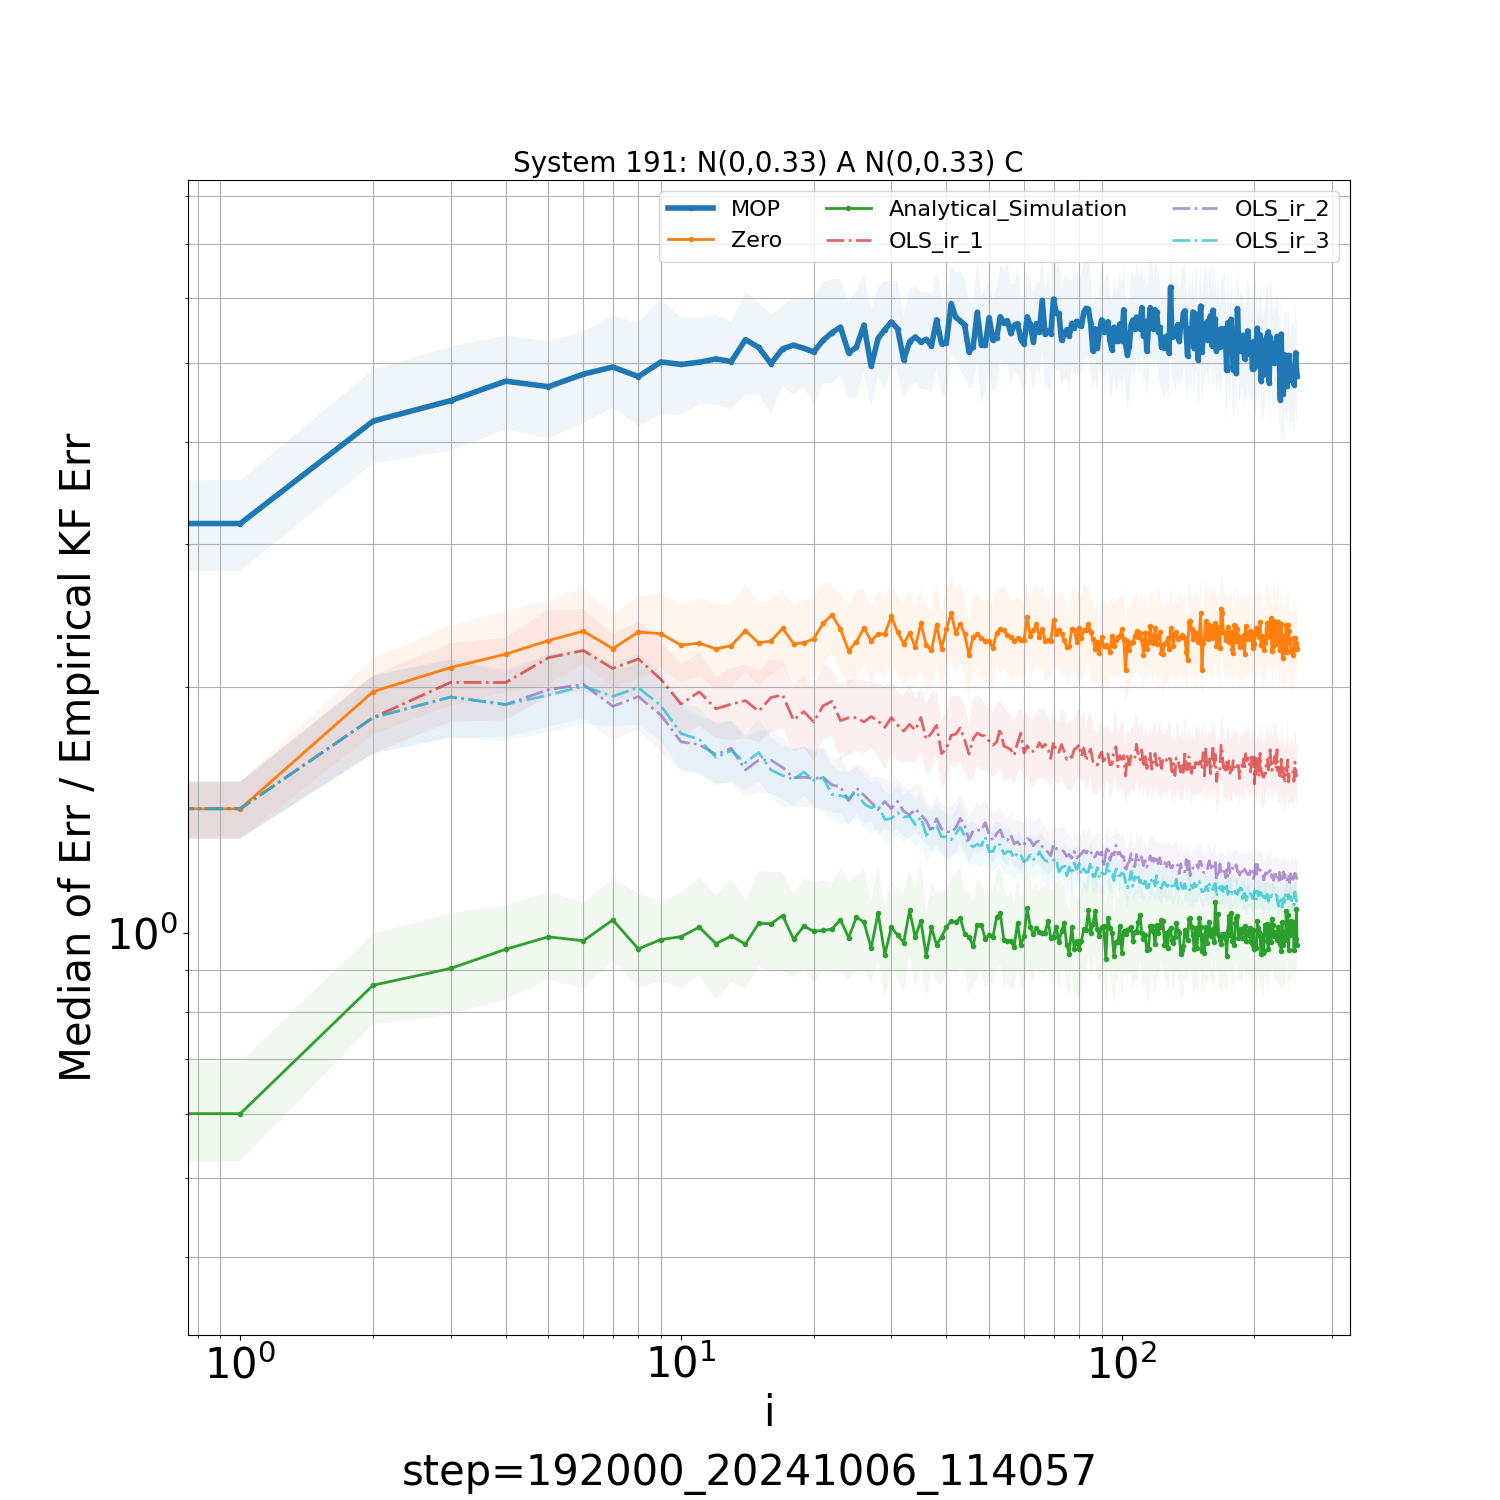 System 191: N(0,0.33) A N(0,0.33) C
MOP
Zero
Analytical_Simulation
OLS_ir_1
OLS_ir_2
OLS_ir_3
Median of Err / Empirical KF Err
10⁰
10⁰
10¹
10²
i
step=192000_20241006_114057